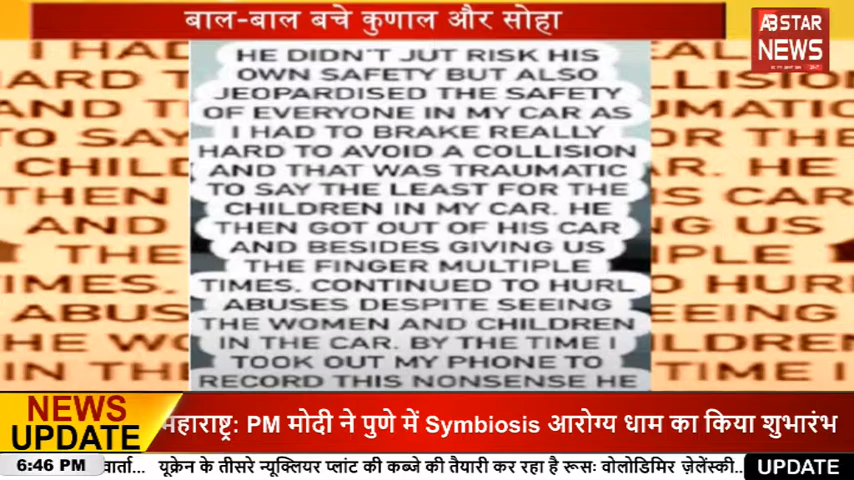 बाल-बाल बचे कुणाल और सोहा
AB STAR
NEWS
HE DIDN'T JUT RISK HIS
OWN SAFETY BUT ALSO
JEOPARDISED THE SAFETY
OF EVERYONE IN MY CAR AS
I HAD TO BRAKE REALLY
HARD TO AVOID A COLLISION
AND THAT WAS TRAUMATIC
TO SAY THE LEAST FOR THE
CHILDREN IN MY CAR. HE
THEN GOT OUT OF HIS CAR
AND BESIDES GIVING US
THE FINGER MULTIPLE
TIMES, CONTINUED TO HURL
ABUSES DESPITE SEEING
THE WOMEN AND CHILDREN
IN THE CAR. BY THE TIME I
TOOK OUT MY PHONE TO
RECORD THIS NONSENSE HE
NEWS
UPDATE
महाराष्ट्र: PM मोदी ने पुणे में Symbiosis आरोग्य धाम का किया शुभारंभ
6:46 PM वार्ता... यूक्रेन के तीसरे न्यूक्लियर प्लांट की कब्जे की तैयारी कर रहा है रूसः वोलोडिमिर ज़ेलेंस्की.. UPDATE